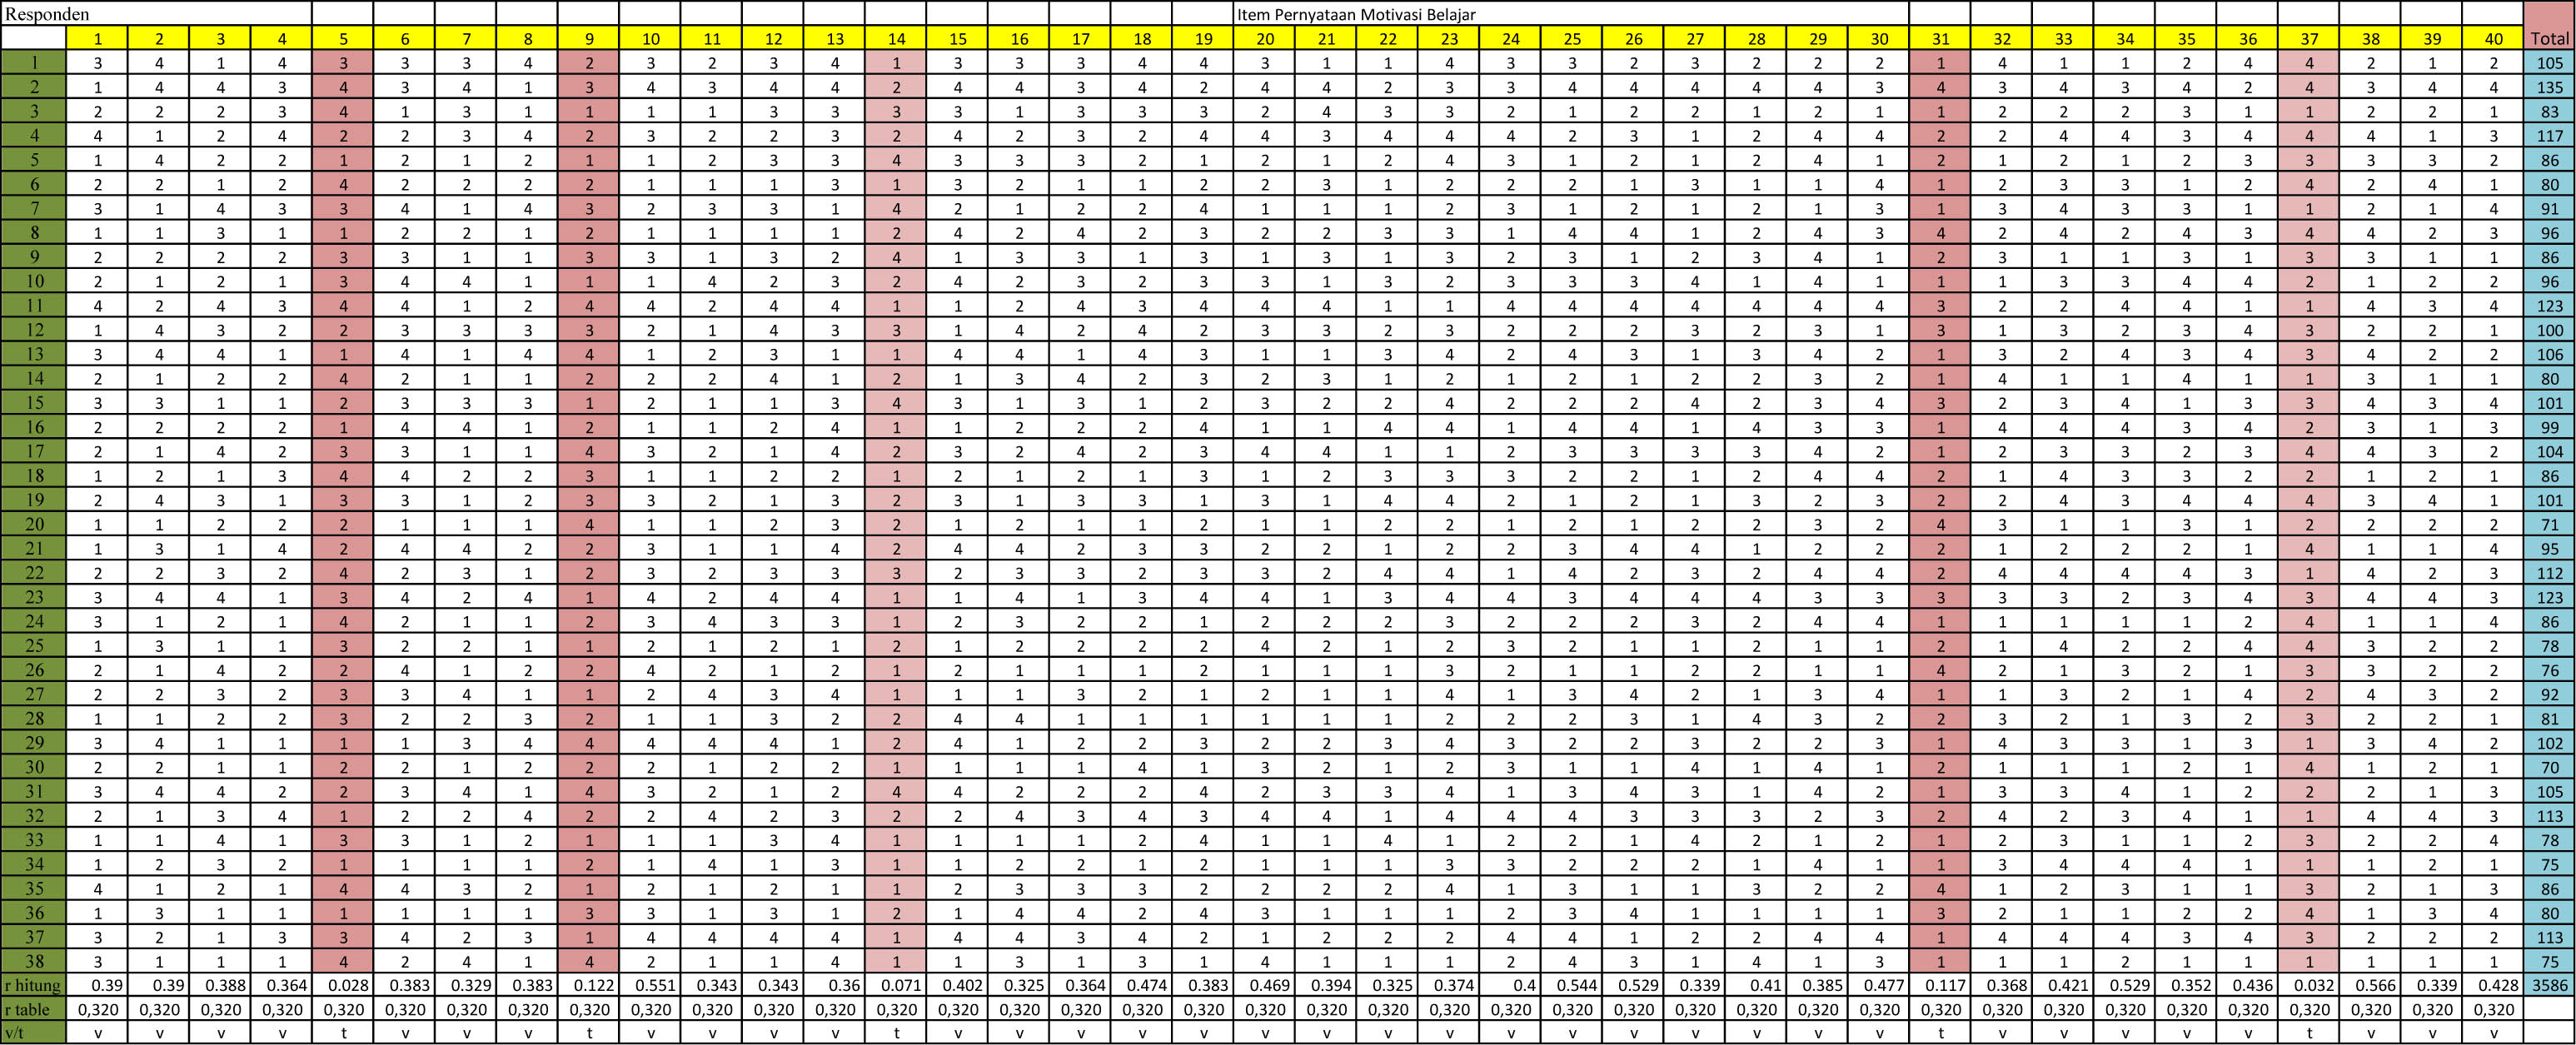 Responden Item Pernyataan Motivasi Belajar
1 2 3 4 5 6 7 8 9 10 11 12 13 14 15 16 17 18 19 20 21 22 23 24 25 26 27 28 29 30 31 32 33 34 35 36 37 38 39 40 Total
1 3 4 1 4 3 3 3 4 2 3 2 3 4 1 3 3 3 4 4 3 1 1 4 3 3 2 3 2 2 2 1 4 1 1 2 4 4 2 1 2 105
2 1 4 4 3 4 3 4 1 3 4 3 4 4 2 4 4 3 4 2 4 4 2 3 3 4 4 4 4 4 3 4 3 4 3 4 2 4 3 4 4 135
3 2 2 2 3 4 1 3 1 1 1 1 3 3 3 3 1 3 3 3 2 4 3 3 2 1 2 2 1 2 1 1 2 2 2 3 1 1 2 2 1 83
4 4 1 2 4 2 2 3 4 2 3 2 2 3 2 4 2 3 2 4 4 3 4 4 4 2 3 1 2 4 4 2 2 4 4 3 4 4 4 1 3 117
5 1 4 2 2 1 2 1 2 1 1 2 3 3 4 3 3 3 2 1 2 1 2 4 3 1 2 1 2 4 1 2 1 2 1 2 3 3 3 3 2 86
6 2 2 1 2 4 2 2 2 2 1 1 1 3 1 3 2 1 1 2 2 3 1 2 2 2 1 3 1 1 4 1 2 3 3 1 2 4 2 4 1 80
7 3 1 4 3 3 4 1 4 3 2 3 3 1 4 2 1 2 2 4 1 1 1 2 3 1 2 1 2 1 3 1 3 4 3 3 1 1 2 1 4 91
8 1 1 3 1 1 2 2 1 2 1 1 1 1 2 4 2 4 2 3 2 2 3 3 1 4 4 1 2 4 3 4 2 4 2 4 3 4 4 2 3 96
9 2 2 2 2 3 3 1 1 3 3 1 3 2 4 1 3 3 1 3 1 3 1 3 2 3 1 2 3 4 1 2 3 1 1 3 1 3 3 1 1 86
10 2 1 2 1 3 4 4 1 1 1 4 2 3 2 4 2 3 2 3 3 1 3 2 3 3 3 4 1 4 1 1 1 3 3 4 4 2 1 2 2 96
11 4 2 4 3 4 4 1 2 4 4 2 4 4 1 1 2 4 3 4 4 4 1 1 4 4 4 4 4 4 4 3 2 2 4 4 1 1 4 3 4 123
12 1 4 3 2 2 3 3 3 3 2 1 4 3 3 1 4 2 4 2 3 3 2 3 2 2 2 3 2 3 1 3 1 3 2 3 4 3 2 2 1 100
13 3 4 4 1 1 4 1 4 4 1 2 3 1 1 4 4 1 4 3 1 1 3 4 2 4 3 1 3 4 2 1 3 2 4 3 4 3 4 2 2 106
14 2 1 2 2 4 2 1 1 2 2 2 4 1 2 1 3 4 2 3 2 3 1 2 1 2 1 2 2 3 2 1 4 1 1 4 1 1 3 1 1 80
15 3 3 1 1 2 3 3 3 1 2 1 1 3 4 3 1 3 1 2 3 2 2 4 2 2 2 4 2 3 4 3 2 3 4 1 3 3 4 3 4 101
16 2 2 2 2 1 4 4 1 2 1 1 2 4 1 1 2 2 2 4 1 1 4 4 1 4 4 1 4 3 3 1 4 4 4 3 4 2 3 1 3 99
17 2 1 4 2 3 3 1 1 4 3 2 1 4 2 3 2 4 2 3 4 4 1 1 2 3 3 3 3 4 2 1 2 3 3 2 3 4 4 3 2 104
18 1 2 1 3 4 4 2 2 3 1 1 2 2 1 2 1 2 1 3 1 2 3 3 3 2 2 1 2 4 4 2 1 4 3 3 2 2 1 2 1 86
19 2 4 3 1 3 3 1 2 3 3 2 1 3 2 3 1 3 3 1 3 1 4 4 2 1 2 1 3 2 3 2 2 4 3 4 4 4 3 4 1 101
20 1 1 2 2 2 1 1 1 4 1 1 2 3 2 1 2 1 1 2 1 1 2 2 1 2 1 2 2 3 2 4 3 1 1 3 1 2 2 2 2 71
21 1 3 1 4 2 4 4 2 2 3 1 1 4 2 4 4 2 3 3 2 2 1 2 2 3 4 4 1 2 2 2 1 2 2 2 1 4 1 1 4 95
22 2 2 3 2 4 2 3 1 2 3 2 3 3 3 2 3 3 2 3 3 2 4 4 1 4 2 3 2 4 4 2 4 4 4 4 3 1 4 2 3 112
23 3 4 4 1 3 4 2 4 1 4 2 4 4 1 1 4 1 3 4 4 1 3 4 4 3 4 4 4 3 3 3 3 3 2 3 4 3 4 4 3 123
24 3 1 2 1 4 2 1 1 2 3 4 3 3 1 2 3 2 2 1 2 2 2 3 2 2 2 3 2 4 4 1 1 1 1 1 2 4 1 1 4 86
25 1 3 1 1 3 2 2 1 1 2 1 2 1 2 1 2 2 2 2 4 2 1 2 3 2 1 1 2 1 1 2 1 4 2 2 4 4 3 2 2 78
26 2 1 4 2 2 4 1 2 2 4 2 1 2 1 2 1 1 1 2 1 1 1 3 2 1 1 2 2 1 1 4 2 1 3 2 1 3 3 2 2 76
27 2 2 3 2 3 3 4 1 1 2 4 3 4 1 1 1 3 2 1 2 1 1 4 1 3 4 2 1 3 4 1 1 3 2 1 4 2 4 3 2 92
28 1 1 2 2 3 2 2 3 2 1 1 3 2 2 4 4 1 1 1 1 1 1 2 2 2 3 1 4 3 2 2 3 2 1 3 2 3 2 2 1 81
29 3 4 1 1 1 1 3 4 4 4 4 4 1 2 4 1 2 2 3 2 2 3 4 3 2 2 3 2 2 3 1 4 3 3 1 3 1 3 4 2 102
30 2 2 1 1 2 2 1 2 2 2 1 2 2 1 1 1 1 4 1 3 2 1 2 3 1 1 4 1 4 1 2 1 1 1 2 1 4 1 2 1 70
31 3 4 4 2 2 3 4 1 4 3 2 1 2 4 4 2 2 2 4 2 3 3 4 1 3 4 3 1 4 2 1 3 3 4 1 2 2 2 1 3 105
32 2 1 3 4 1 2 2 4 2 2 4 2 3 2 2 4 3 4 3 4 4 1 4 4 4 3 3 3 2 3 2 4 2 3 4 1 1 4 4 3 113
33 1 1 4 1 3 3 1 2 1 1 1 3 4 1 1 1 1 2 4 1 1 4 1 2 2 1 4 2 1 2 1 2 3 1 1 2 3 2 2 4 78
34 1 2 3 2 1 1 1 1 2 1 4 1 3 1 1 2 2 1 2 1 1 1 3 3 2 2 2 1 4 1 1 3 4 4 4 1 1 1 2 1 75
35 4 1 2 1 4 4 3 2 1 2 1 2 1 1 2 3 3 3 2 2 2 2 4 1 3 1 1 3 2 2 4 1 2 3 1 1 3 2 1 3 86
36 1 3 1 1 1 1 1 1 3 3 1 3 1 2 1 4 4 2 4 3 1 1 1 2 3 4 1 1 1 1 3 2 1 1 2 2 4 1 3 4 80
37 3 2 1 3 3 4 2 3 1 4 4 4 4 1 4 4 3 4 2 1 2 2 2 4 4 1 2 2 4 4 1 4 4 4 3 4 3 2 2 2 113
38 3 1 1 1 4 2 4 1 4 2 1 1 4 1 1 3 1 3 1 4 1 1 1 2 4 3 1 4 1 3 1 1 1 2 1 1 1 1 1 1 75
r hitung 0.39 0.39 0.388 0.364 0.028 0.383 0.329 0.383 0.122 0.551 0.343 0.343 0.36 0.071 0.402 0.325 0.364 0.474 0.383 0.469 0.394 0.325 0.374 0.4 0.544 0.529 0.339 0.41 0.385 0.477 0.117 0.368 0.421 0.529 0.352 0.436 0.032 0.566 0.339 0.428 3586
r table 0,320 0,320 0,320 0,320 0,320 0,320 0,320 0,320 0,320 0,320 0,320 0,320 0,320 0,320 0,320 0,320 0,320 0,320 0,320 0,320 0,320 0,320 0,320 0,320 0,320 0,320 0,320 0,320 0,320 0,320 0,320 0,320 0,320 0,320 0,320 0,320 0,320 0,320 0,320 0,320
v/t v v v v t v v v t v v v v t v v v v v v v v v v v v v v v v t v v v v v t v v v